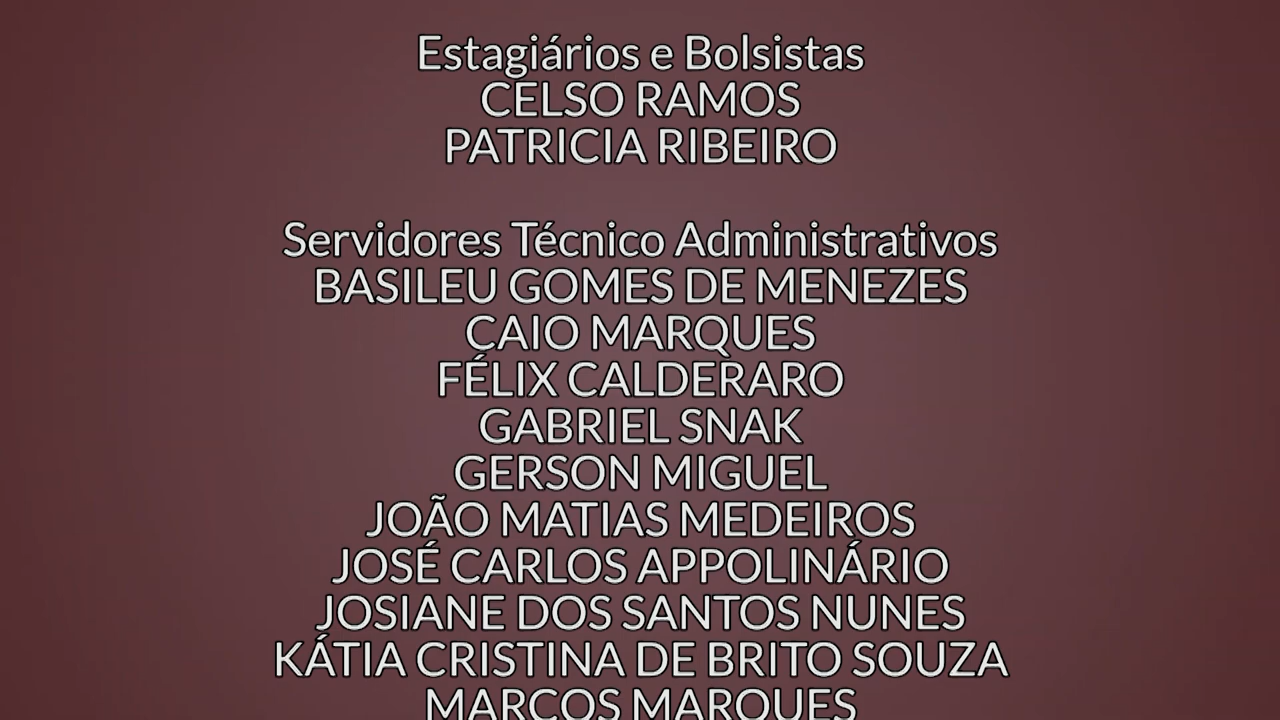 Estagiários e Bolsistas
CELSO RAMOS
PATRICIA RIBEIRO
Servidores Técnico Administrativos
BASILEU GOMES DE MENEZES
CAIO MARQUES
FÉLIX CALDERARO
GABRIEL SNAK
GERSON MIGUEL
JOÃO MATIAS MEDEIROS
JOSÉ CARLOS APPOLINÁRIO
JOSIANE DOS SANTOS NUNES
KÁTIA CRISTINA DE BRITO SOUZA
MARCOS MARQUES